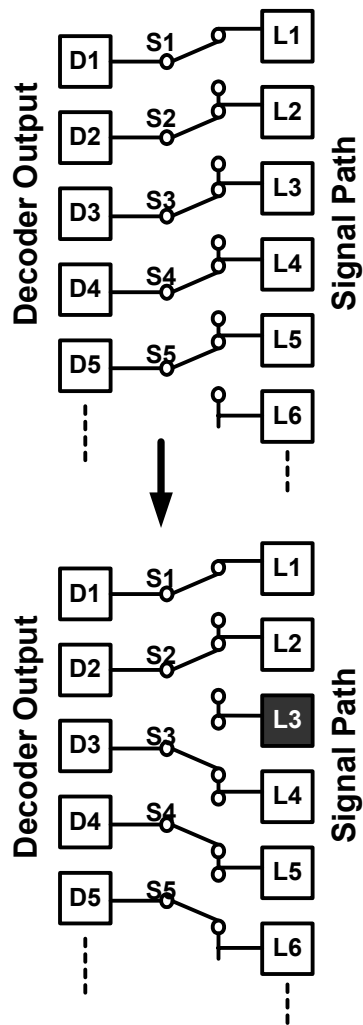 Decoder Output
Signal Path
D1 S1 L1
D2 S2 L2
D3 S3 L3
D4 S4 L4
D5 S5 L5
L6
Decoder Output
Signal Path
D1 S1 L1
D2 S2 L2
L3
D3 S3 L4
D4 S4 L5
D5 S5 L6